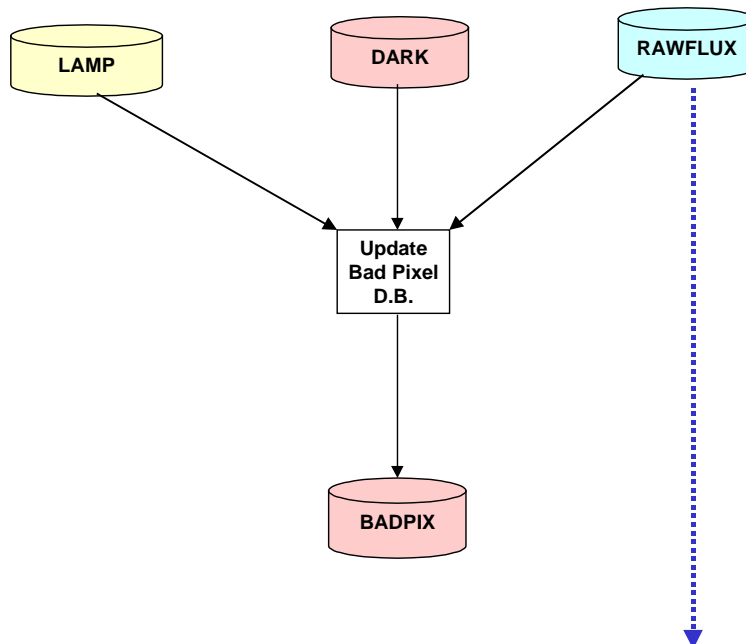 LAMP
DARK
RAWFLUX
Update
Bad Pixel
D.B.
BADPIX